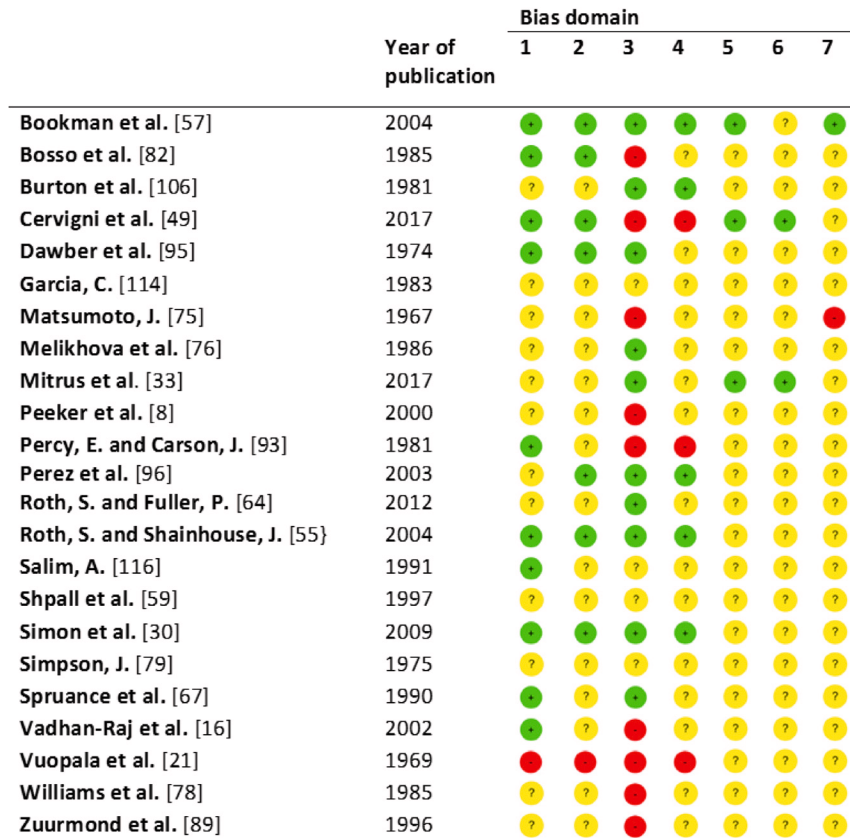 Bias domain
Year of publication 1 2 3 4 5 6 7
Bookman et al. [57] 2004 + + + + + ? +
Bosso et al. [82] 1985 + + - ? ? ? ?
Burton et al. [106] 1981 ? ? + + ? ? ?
Cervigni et al. [49] 2017 + + - - + + ?
Dawber et al. [95] 1974 + + + ? ? ? ?
Garcia, C. [114] 1983 ? ? ? ? ? ? ?
Matsumoto, J. [75] 1967 ? ? - ? ? ? -
Melikhova et al. [76] 1986 ? ? + ? ? ? ?
Mitrus et al. [33] 2017 ? ? + ? + + ?
Peeker et al. [8] 2000 ? ? - ? ? ? ?
Percy, E. and Carson, J. [93] 1981 + ? - - ? ? ?
Perez et al. [96] 2003 ? + + + ? ? ?
Roth, S. and Fuller, P. [64] 2012 ? ? + ? ? ? ?
Roth, S. and Shainhouse, J. [55} 2004 + + + + ? ? ?
Salim, A. [116] 1991 + ? ? ? ? ? ?
Shpall et al. [59] 1997 ? ? ? ? ? ? ?
Simon et al. [30] 2009 + + + + ? ? ?
Simpson, J. [79] 1975 ? ? ? ? ? ? ?
Spruance et al. [67] 1990 + ? + ? ? ? ?
Vadhan-Raj et al. [16] 2002 + ? - ? ? ? ?
Vuopala et al. [21] 1969 - - - - ? ? ?
Williams et al. [78] 1985 ? ? - ? ? ? ?
Zuurmond et al. [89] 1996 ? ? - ? ? ? ?